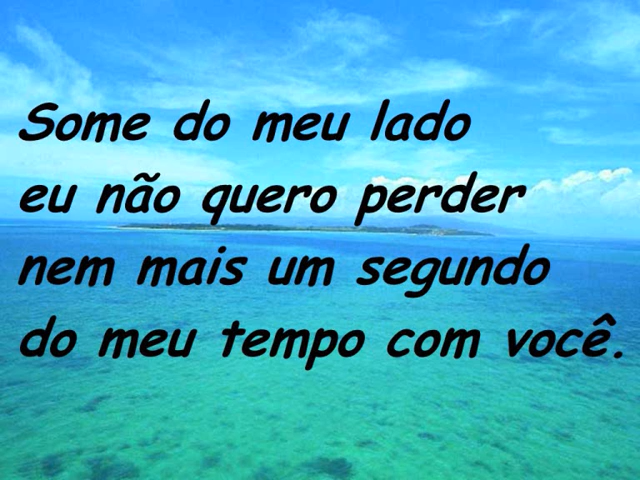 Some do meu lado
eu não quero perder
nem mais um segundo
do meu tempo com você.